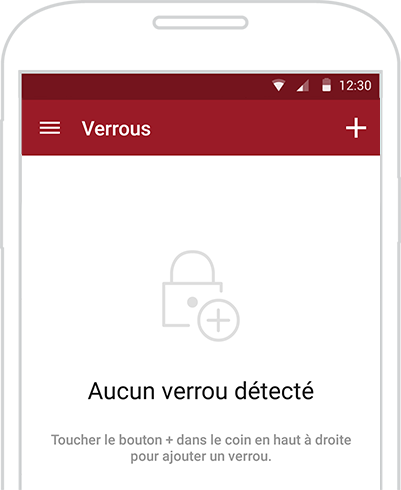 12:30
Verrous
Aucun verrou détecté
Toucher le bouton + dans le coin en haut à droite
pour ajouter un verrou.